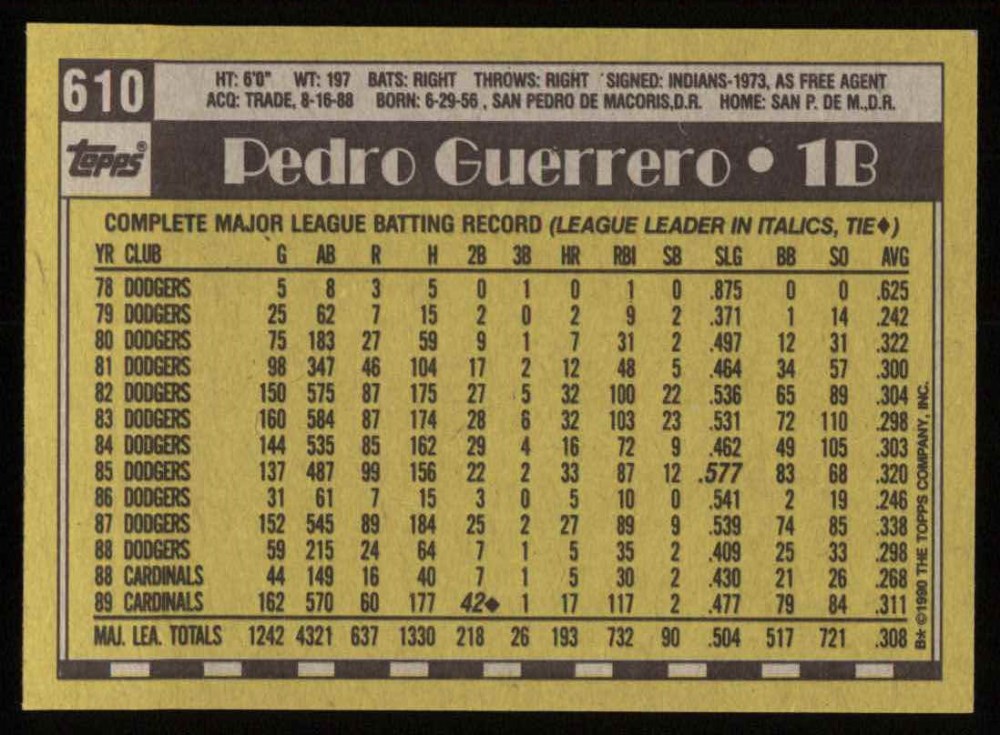 610
HT: 6'0" WT: 197 BATS: RIGHT THROWS: RIGHT SIGNED: INDIANS-1973, AS FREE AGENT
ACQ: TRADE, 8-16-88 BORN: 6-29-56, SAN PEDRO DE MACORIS,D.R. HOME: SAN P. DE M.,D.R.
Topps®
Pedro Guerrero • 1B
COMPLETE MAJOR LEAGUE BATTING RECORD (LEAGUE LEADER IN ITALICS, TIE♦)
YR CLUB G AB R H 2B 3B HR RBI SB SLG BB SO AVG
78 DODGERS 5 8 3 5 0 1 0 1 0 .875 0 0 .625
79 DODGERS 25 62 7 15 2 0 2 9 2 .371 1 14 .242
80 DODGERS 75 183 27 59 9 1 7 31 2 .497 12 31 .322
81 DODGERS 98 347 46 104 17 2 12 48 5 .464 34 57 .300
82 DODGERS 150 575 87 175 27 5 32 100 22 .536 65 89 .304
83 DODGERS 160 584 87 174 28 6 32 103 23 .531 72 110 .298
84 DODGERS 144 535 85 162 29 4 16 72 9 .462 49 105 .303
85 DODGERS 137 487 99 156 22 2 33 87 12 .577 83 68 .320
86 DODGERS 31 61 7 15 3 0 5 10 0 .541 2 19 .246
87 DODGERS 152 545 89 184 25 2 27 89 9 .539 74 85 .338
88 DODGERS 59 215 24 64 7 1 5 35 2 .409 25 33 .298
88 CARDINALS 44 149 16 40 7 1 5 30 2 .430 21 26 .268
89 CARDINALS 162 570 60 177 42♦ 1 17 117 2 .477 79 84 .311
MAJ. LEA. TOTALS 1242 4321 637 1330 218 26 193 732 90 .504 517 721 .308
B* ©1990 THE TOPPS COMPANY, INC.